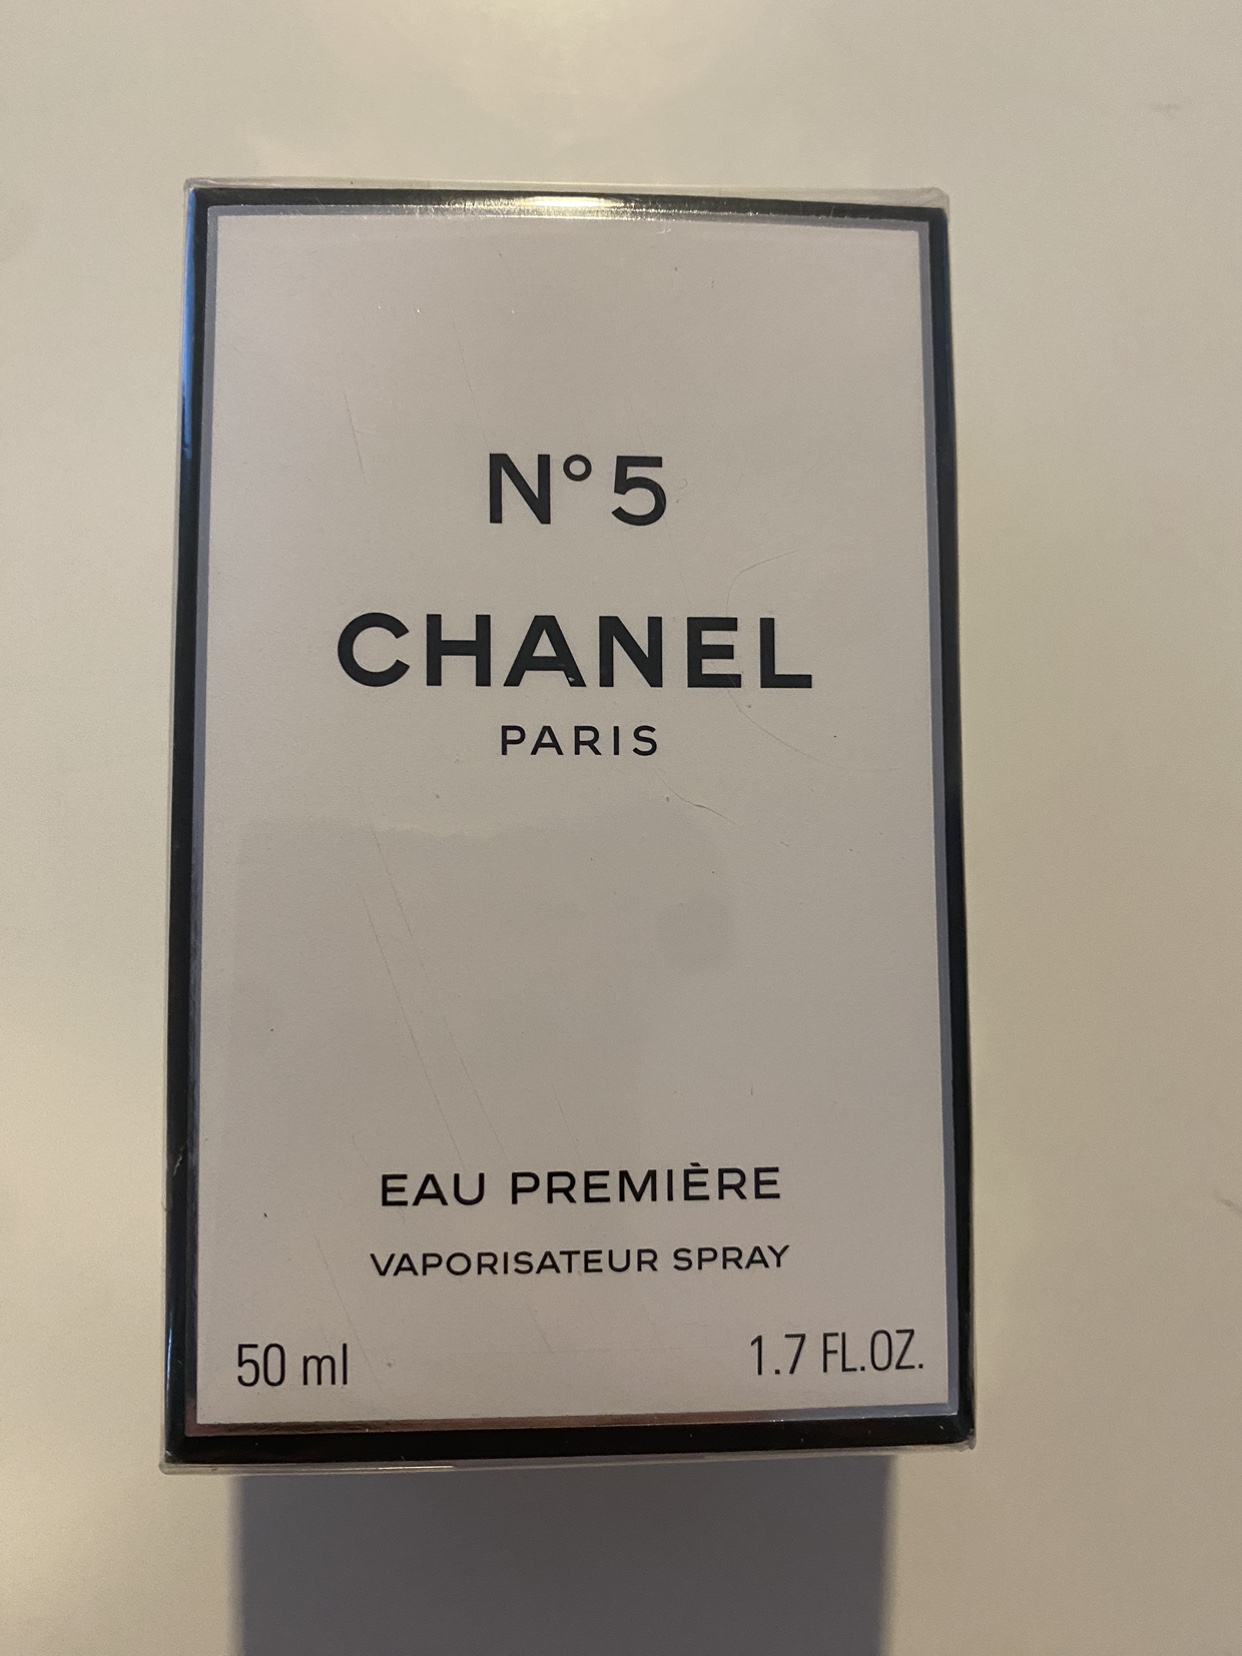 N°5
CHANEL
PARIS
EAU PREMIÈRE
VAPORISATEUR SPRAY
50 ml 1.7 FL.OZ.